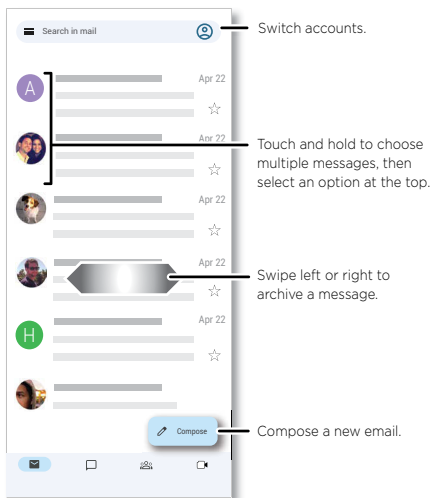 Search in mail
Switch accounts.
A
Apr 22
Apr 22
Touch and hold to choose
multiple messages, then
select an option at the top.
Apr 22
Apr 22
Swipe left or right to
archive a message.
H
Apr 22
Compose
Compose a new email.